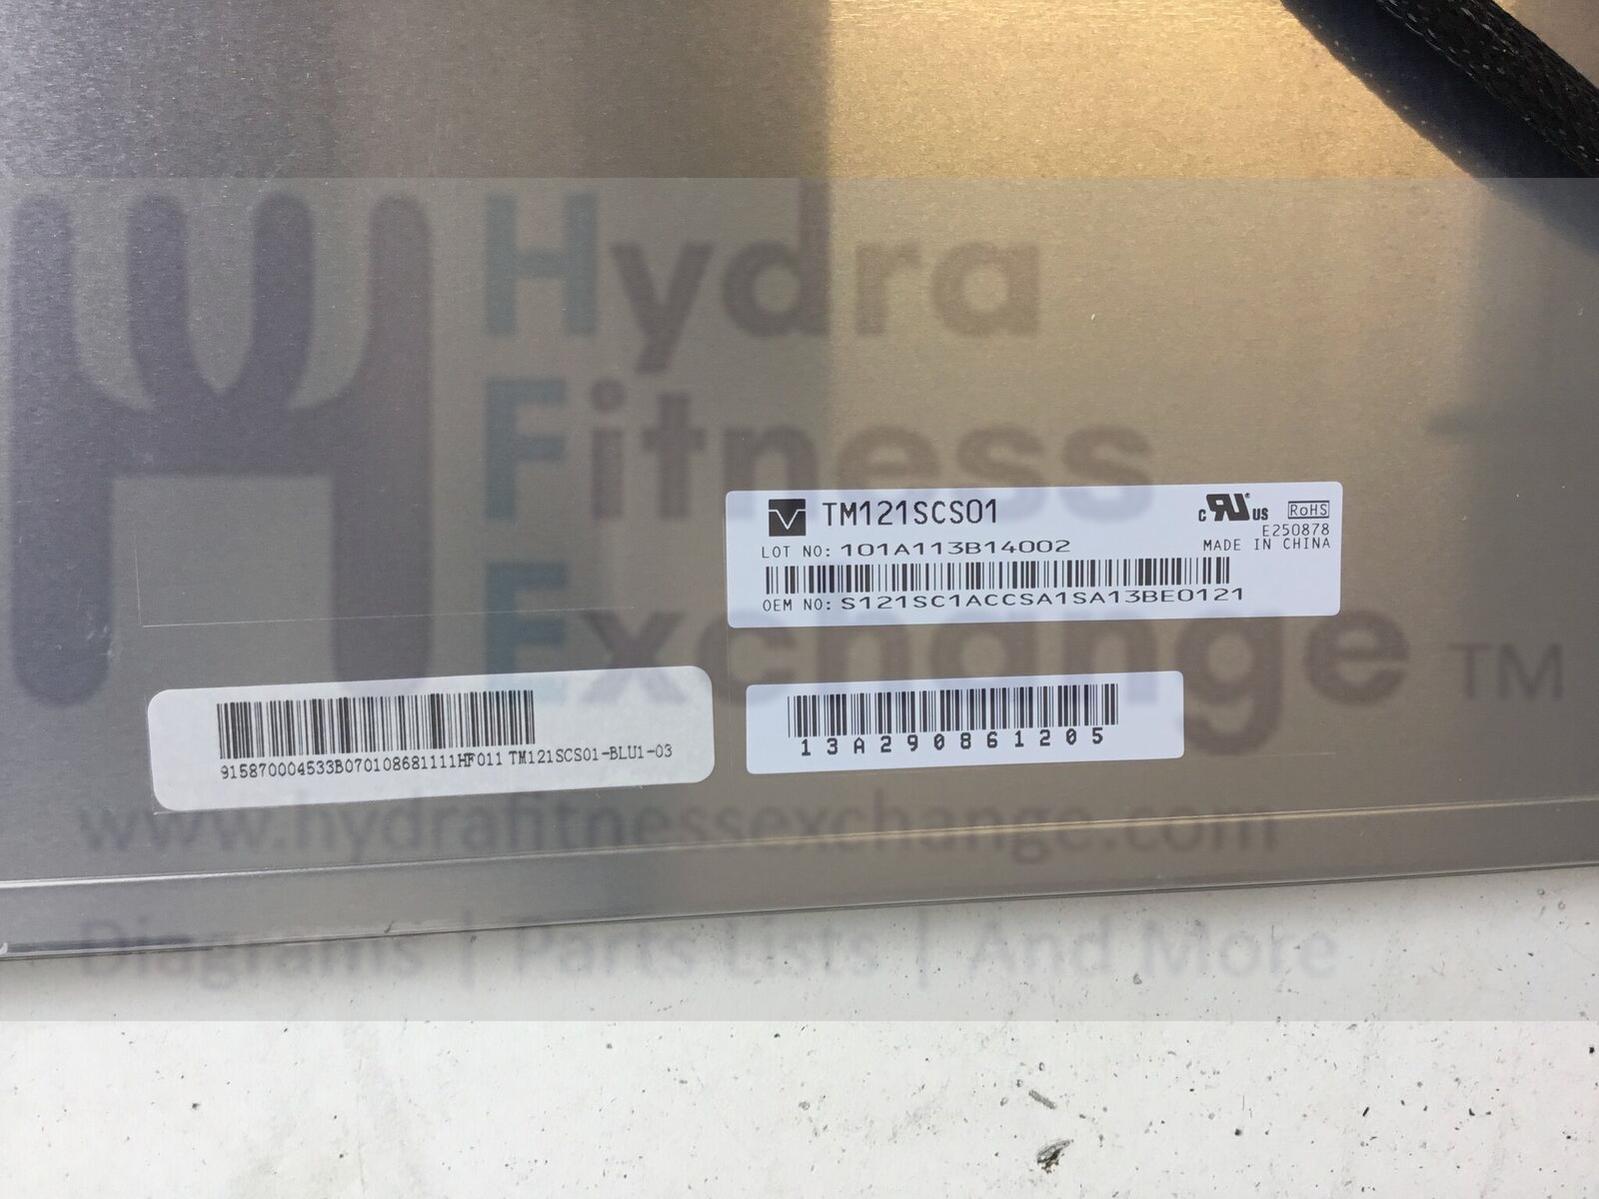 Hydra
Fitness
Exchange TM
TM121SCS01
c RU US RoHS
E250878
LOT NO: 101A113B14002
MADE IN CHINA
OEM NO: S121SC1ACCSA1SA13BE0121
915870004533B070108681111HF011 TM121SCS01-BLU1-03
13A290861205
www.hydrafitnessexchange.com
Diagrams | Parts Lists | And More